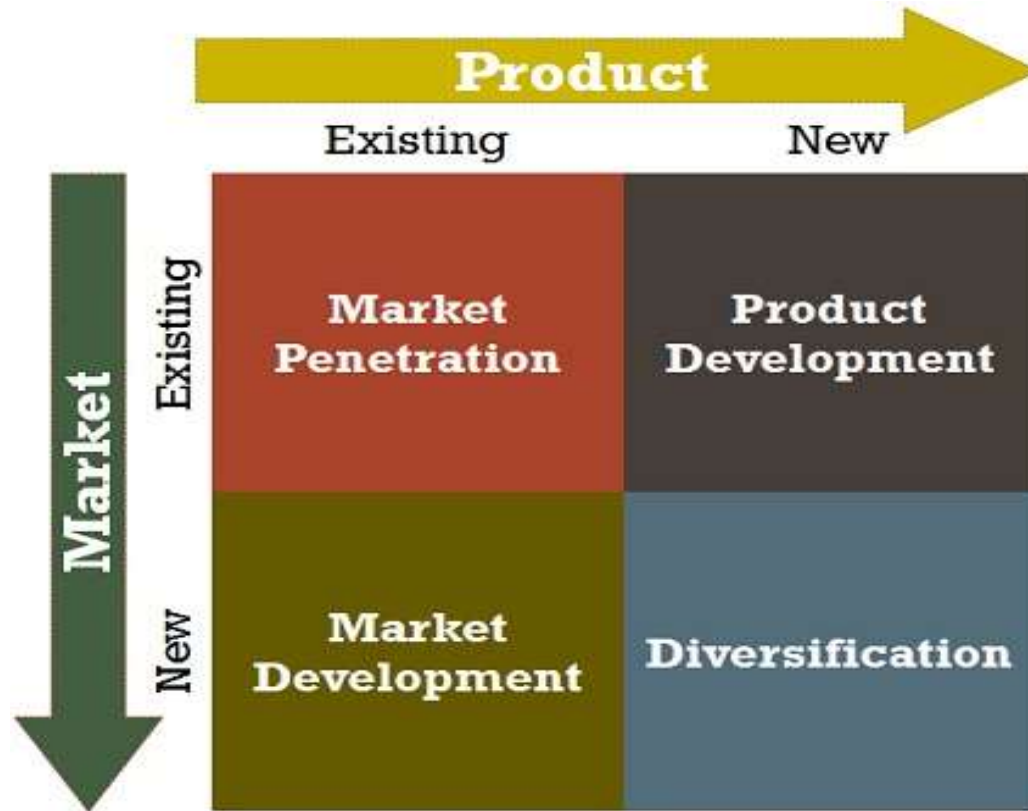 Product
Existing New
Market
Existing
Market
Penetration
Product
Development
New
Market
Development
Diversification